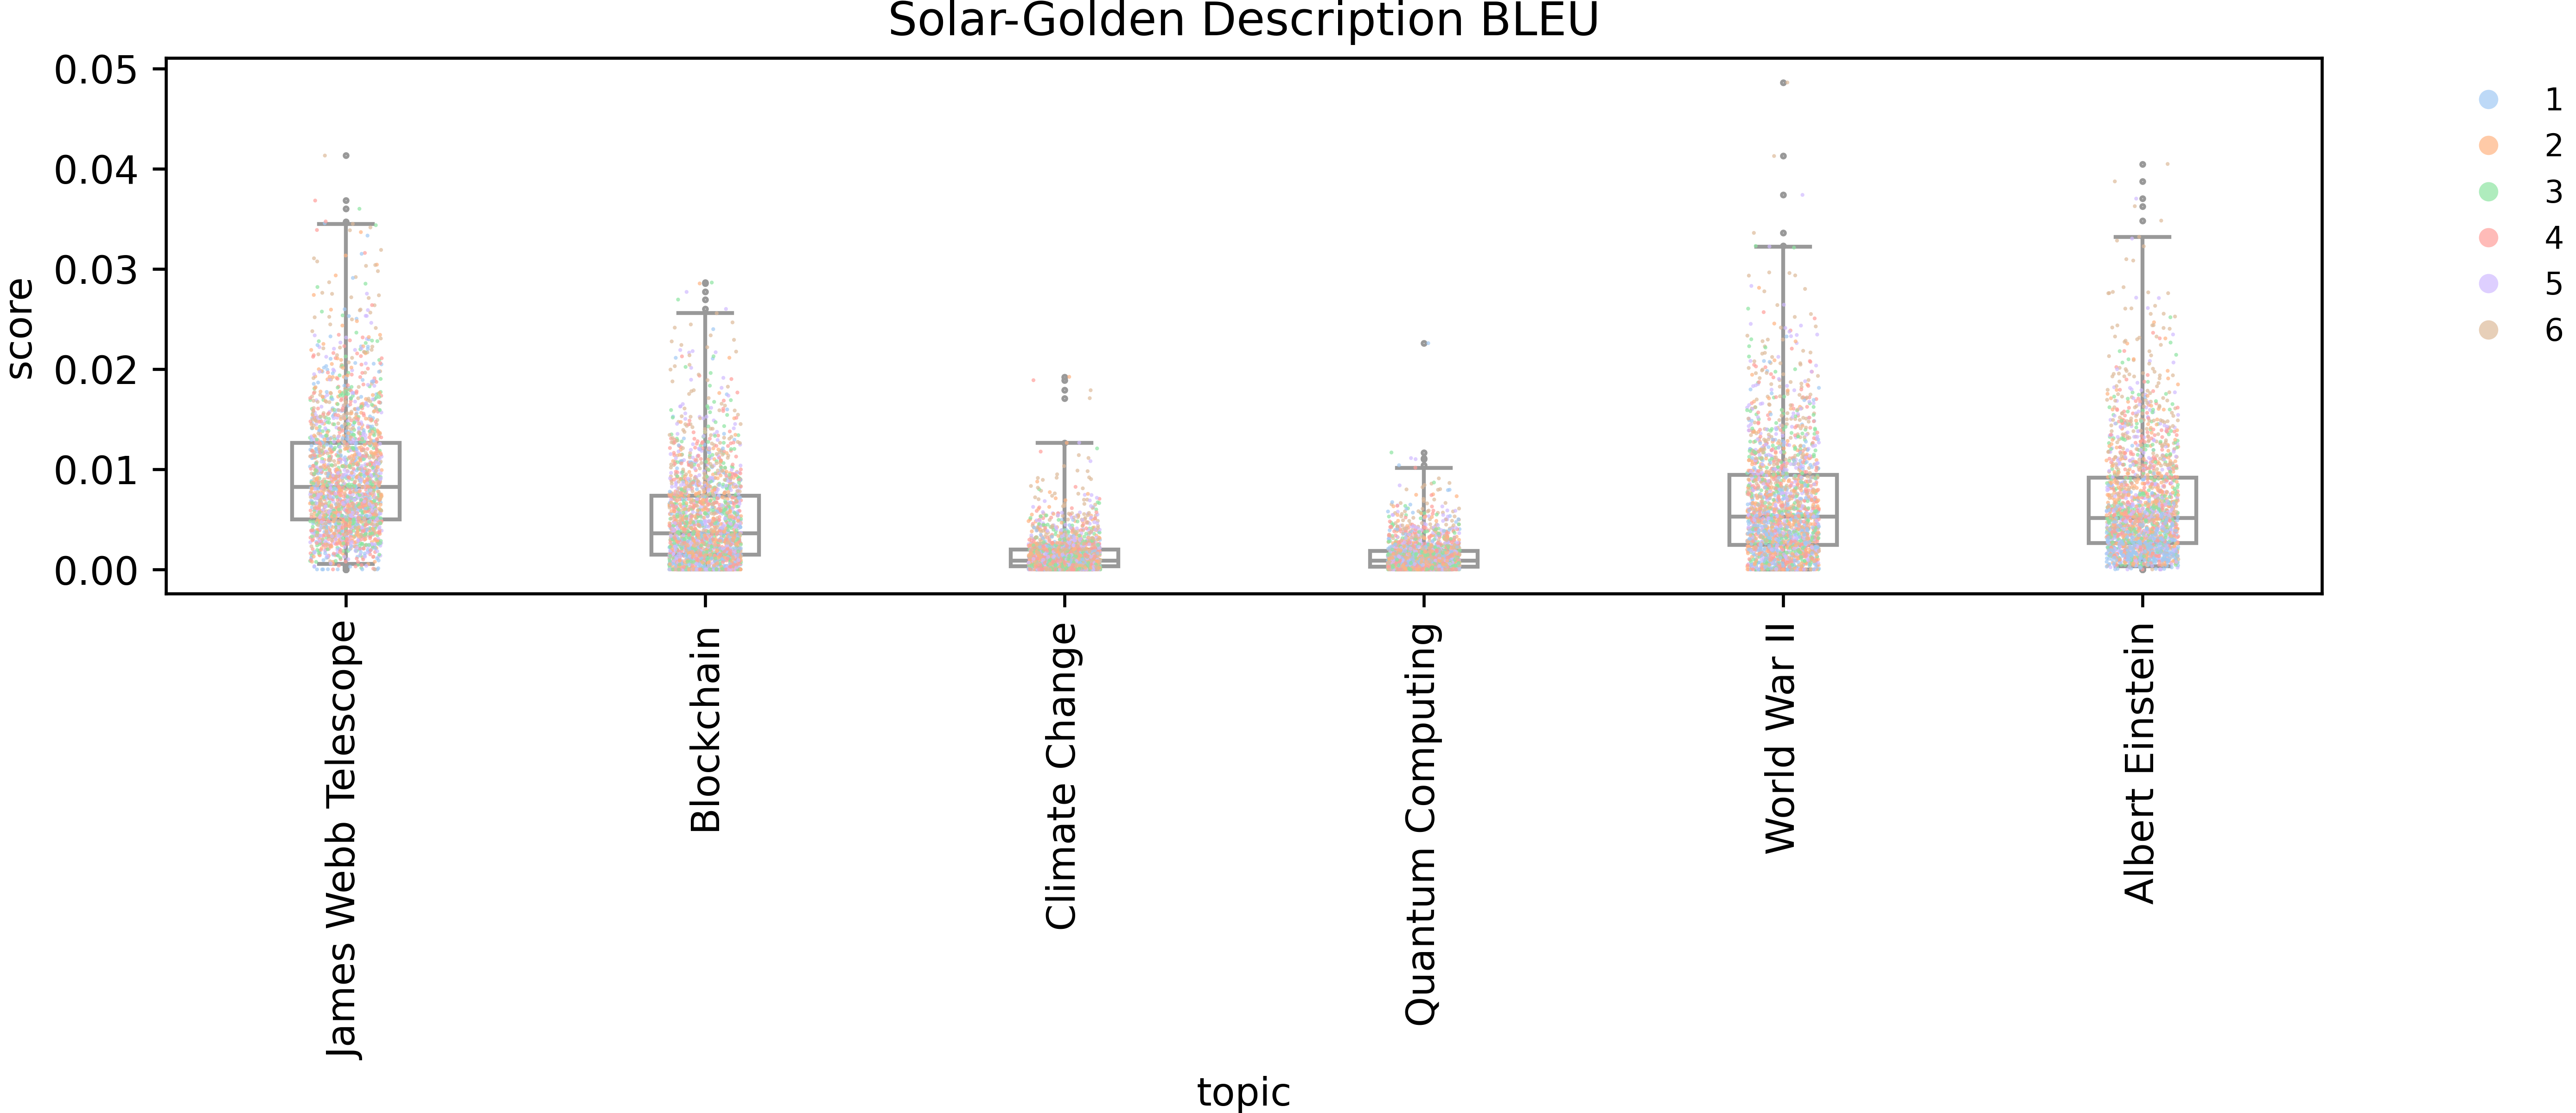 Solar-Golden Description BLEU
0.05
0.04
0.03
0.02
0.01
0.00
score
James Webb Telescope
Blockchain
Climate Change
Quantum Computing
World War II
Albert Einstein
topic
1
2
3
4
5
6